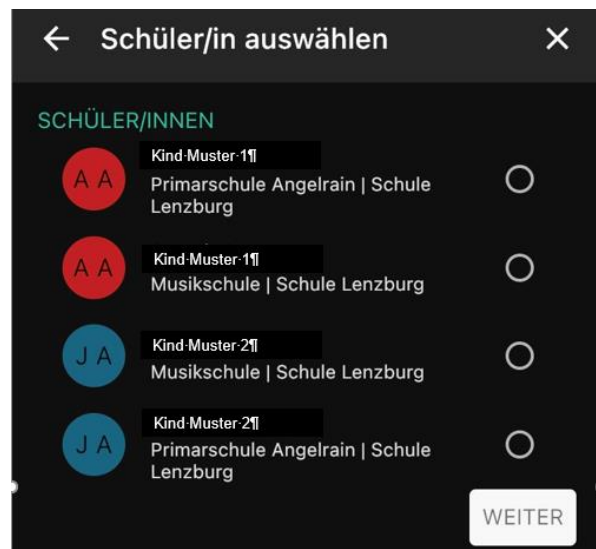 Schüler/in auswählen
SCHÜLER/INNEN
A A
Kind·Muster·1¶
Primarschule Angelrain | Schule
Lenzburg
A A
Kind·Muster·1¶
Musikschule | Schule Lenzburg
J A
Kind·Muster·2¶
Musikschule | Schule Lenzburg
J A
Kind·Muster·2¶
Primarschule Angelrain | Schule
Lenzburg
WEITER